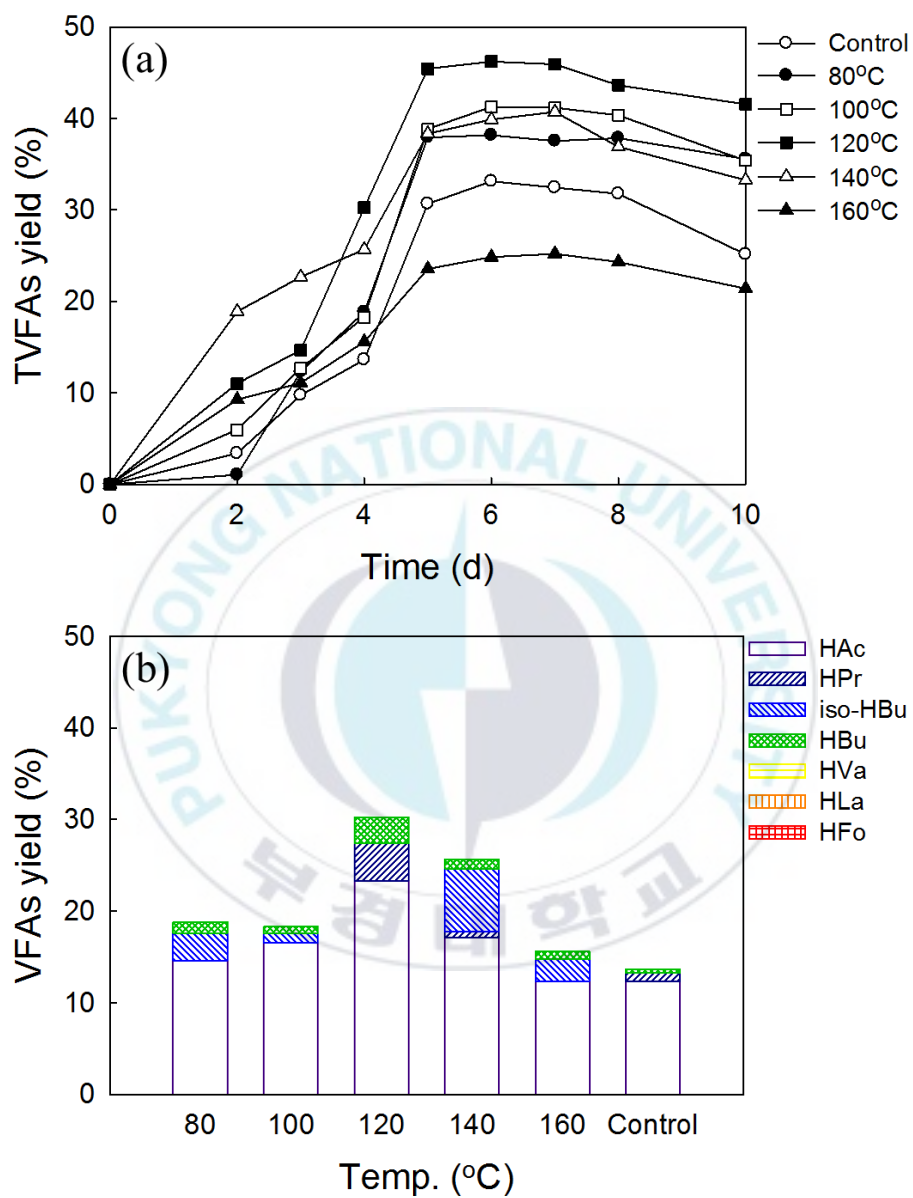 (a)
TVFAs yield (%)
50
40
30
20
10
0
0 2 4 6 8 10
Time (d)
Control
80°C
100°C
120°C
140°C
160°C
PUKYONG NATIONAL UNIVERSITY
부경대학교
(b)
VFAs yield (%)
50
40
30
20
10
0
80 100 120 140 160 Control
Temp. (°C)
HAc
HPr
iso-HBu
HBu
HVa
HLa
HFo